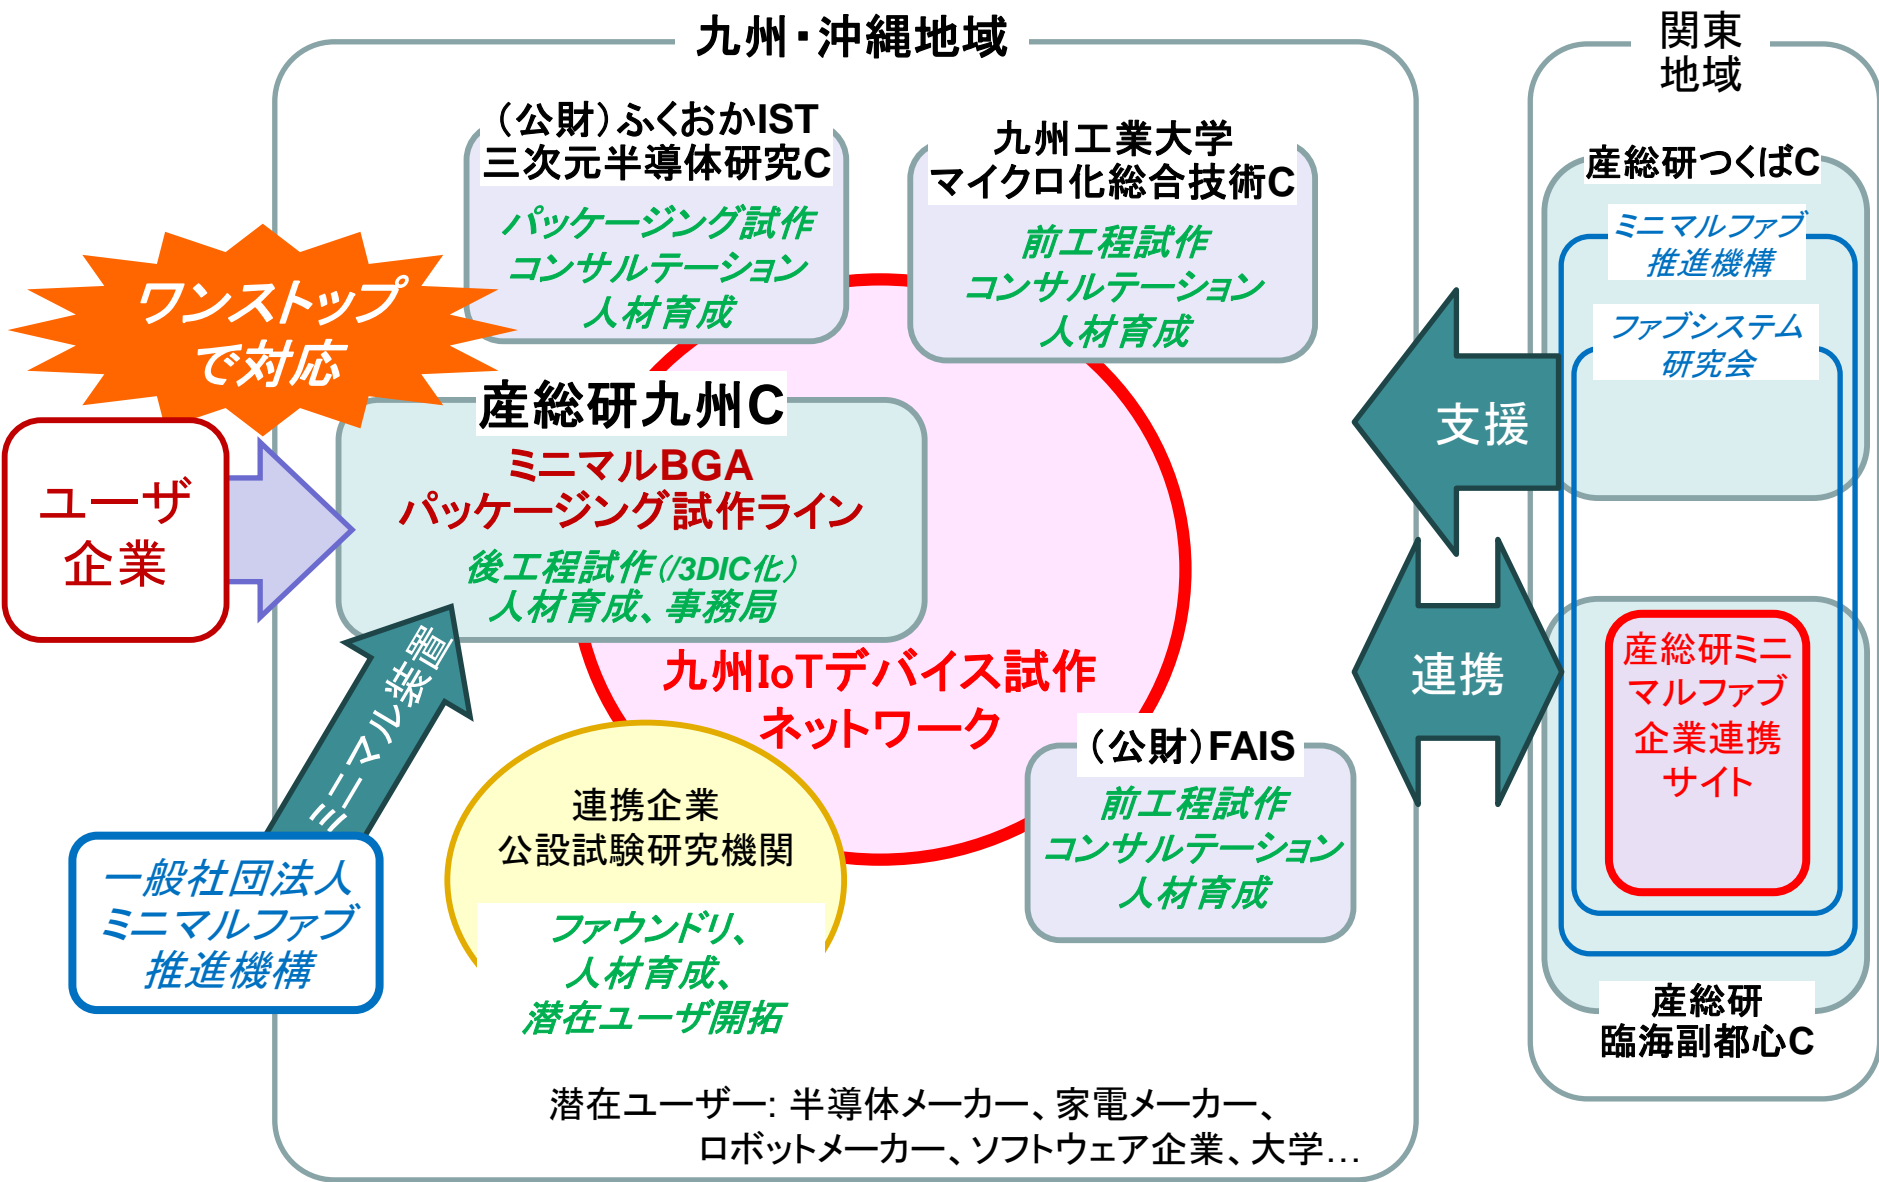 九州・沖縄地域
関東
地域
（公財）ふくおかIST
三次元半導体研究C
パッケージング試作
コンサルテーション
人材育成
九州工業大学
マイクロ化総合技術C
前工程試作
コンサルテーション
人材育成
産総研つくばC
ミニマルファブ
推進機構
ファブシステム
研究会
ワンストップ
で対応
産総研九州C
ミニマルBGA
パッケージング試作ライン
後工程試作（/3DIC化）
人材育成、事務局
支援
ユーザ
企業
ミニマル装置
九州IoTデバイス試作
ネットワーク
連携
産総研ミニ
マルファブ
企業連携
サイト
（公財）FAIS
前工程試作
コンサルテーション
人材育成
連携企業
公設試験研究機関
ファウンドリ、
人材育成、
潜在ユーザ開拓
一般社団法人
ミニマルファブ
推進機構
産総研
臨海副都心C
潜在ユーザー: 半導体メーカー、家電メーカー、
ロボットメーカー、ソフトウェア企業、大学…